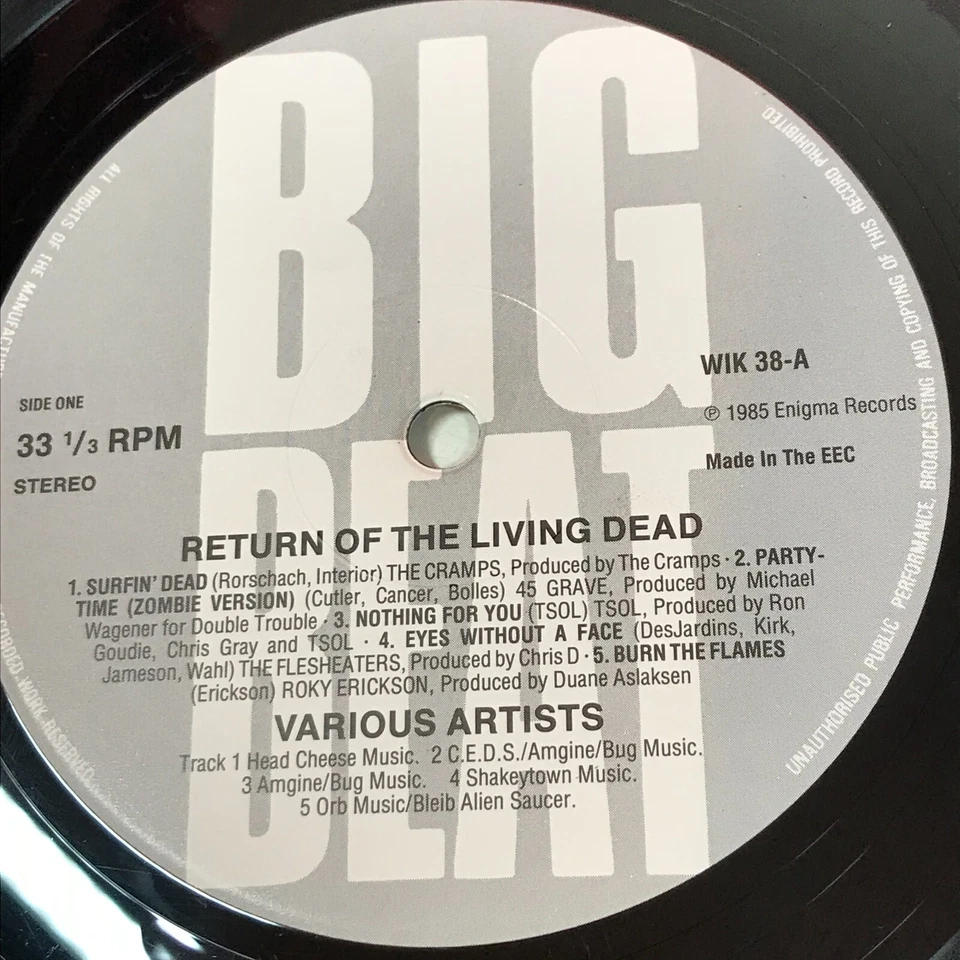 BIG
BEAT
SIDE ONE
33 1/3 RPM
STEREO
WIK 38-A
℗ 1985 Enigma Records
Made In The EEC
RETURN OF THE LIVING DEAD
1. SURFIN' DEAD (Rorschach, Interior) THE CRAMPS, Produced by The Cramps · 2. PARTY-
TIME (ZOMBIE VERSION) (Cutler, Cancer, Bolles) 45 GRAVE, Produced by Michael
Wagener for Double Trouble · 3. NOTHING FOR YOU (TSOL) TSOL, Produced by Ron
Goudie, Chris Gray and TSOL · 4. EYES WITHOUT A FACE (DesJardins, Kirk,
Jameson, Wahl) THE FLESHEATERS, Produced by Chris D · 5. BURN THE FLAMES
(Erickson) ROKY ERICKSON, Produced by Duane Aslaksen
VARIOUS ARTISTS
Track 1 Head Cheese Music. 2 C.E.D.S./Amgine/Bug Music.
3 Amgine/Bug Music. 4 Shakeytown Music.
5 Orb Music/Bleib Alien Saucer.
ALL RIGHTS OF THE
WORK RESERVED.
UNAUTHORISED PUBLIC PERFORMANCE, BROADCASTING AND COPYING OF THIS RECORD PROHIBITED.